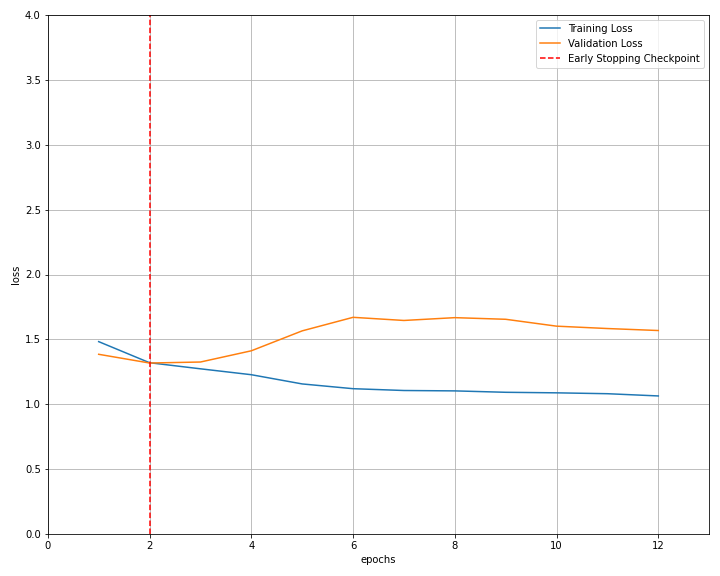 4.0
3.5
3.0
2.5
2.0
1.5
1.0
0.5
0.0
loss
0 2 4 6 8 10 12
epochs
Training Loss
Validation Loss
Early Stopping Checkpoint